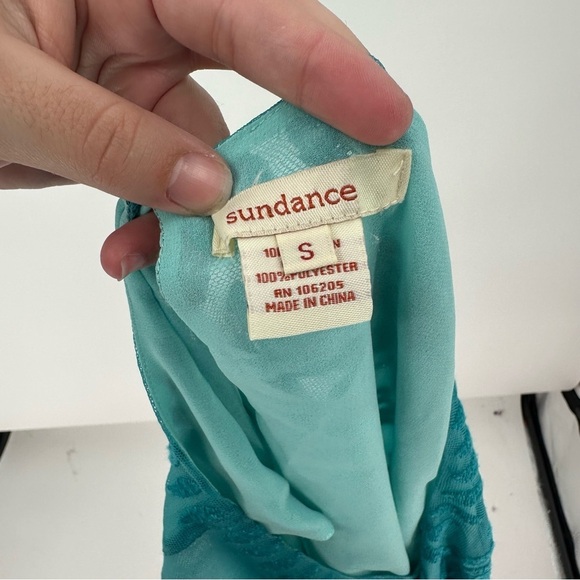 sundance
S
100%POLYESTER
RN 106205
MADE IN CHINA